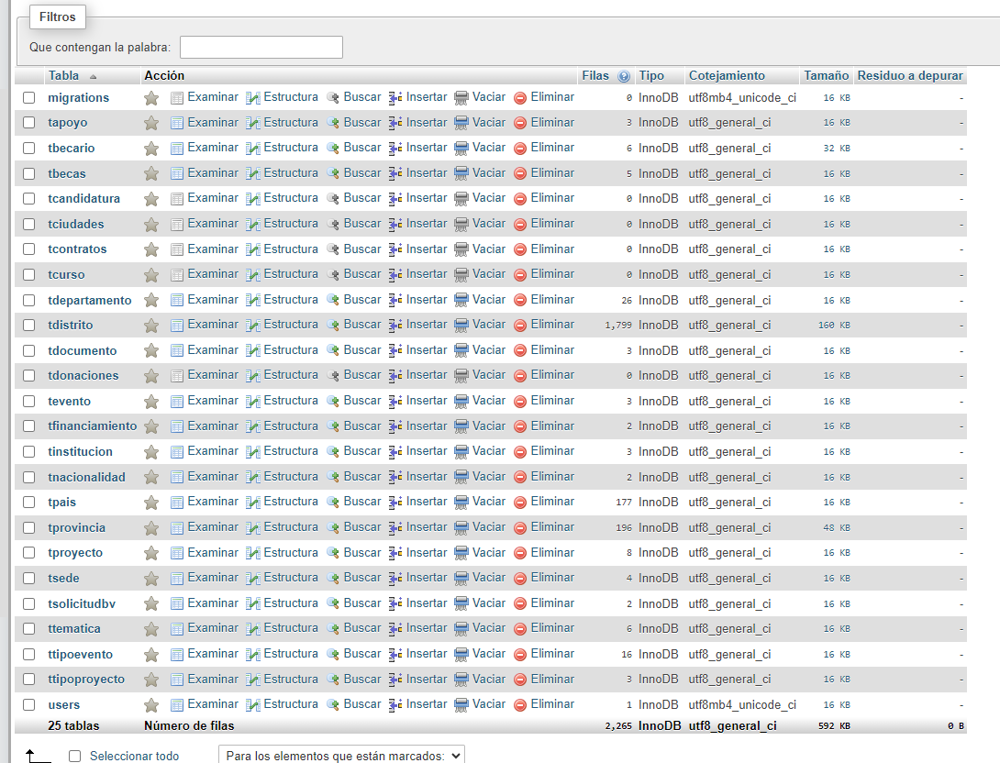 Filtros
Que contengan la palabra:
Tabla Acción Filas Tipo Cotejamiento Tamaño Residuo a depurar
migrations Examinar Estructura Buscar Insertar Vaciar Eliminar 0 InnoDB utf8mb4_unicode_ci 16 KB -
tapoyo Examinar Estructura Buscar Insertar Vaciar Eliminar 3 InnoDB utf8_general_ci 16 KB -
tbecario Examinar Estructura Buscar Insertar Vaciar Eliminar 6 InnoDB utf8_general_ci 32 KB -
tbecas Examinar Estructura Buscar Insertar Vaciar Eliminar 5 InnoDB utf8_general_ci 16 KB -
tcandidatura Examinar Estructura Buscar Insertar Vaciar Eliminar 0 InnoDB utf8_general_ci 16 KB -
tciudades Examinar Estructura Buscar Insertar Vaciar Eliminar 0 InnoDB utf8_general_ci 16 KB -
tcontratos Examinar Estructura Buscar Insertar Vaciar Eliminar 0 InnoDB utf8_general_ci 16 KB -
tcurso Examinar Estructura Buscar Insertar Vaciar Eliminar 0 InnoDB utf8_general_ci 16 KB -
tdepartamento Examinar Estructura Buscar Insertar Vaciar Eliminar 26 InnoDB utf8_general_ci 16 KB -
tdistrito Examinar Estructura Buscar Insertar Vaciar Eliminar 1,799 InnoDB utf8_general_ci 160 KB -
tdocumento Examinar Estructura Buscar Insertar Vaciar Eliminar 3 InnoDB utf8_general_ci 16 KB -
tdonaciones Examinar Estructura Buscar Insertar Vaciar Eliminar 0 InnoDB utf8_general_ci 16 KB -
tevento Examinar Estructura Buscar Insertar Vaciar Eliminar 3 InnoDB utf8_general_ci 16 KB -
tfinanciamiento Examinar Estructura Buscar Insertar Vaciar Eliminar 2 InnoDB utf8_general_ci 16 KB -
tinstitucion Examinar Estructura Buscar Insertar Vaciar Eliminar 3 InnoDB utf8_general_ci 16 KB -
tnacionalidad Examinar Estructura Buscar Insertar Vaciar Eliminar 2 InnoDB utf8_general_ci 16 KB -
tpais Examinar Estructura Buscar Insertar Vaciar Eliminar 177 InnoDB utf8_general_ci 16 KB -
tprovincia Examinar Estructura Buscar Insertar Vaciar Eliminar 196 InnoDB utf8_general_ci 48 KB -
tproyecto Examinar Estructura Buscar Insertar Vaciar Eliminar 8 InnoDB utf8_general_ci 16 KB -
tsede Examinar Estructura Buscar Insertar Vaciar Eliminar 4 InnoDB utf8_general_ci 16 KB -
tsolicitudbv Examinar Estructura Buscar Insertar Vaciar Eliminar 2 InnoDB utf8_general_ci 16 KB -
ttematica Examinar Estructura Buscar Insertar Vaciar Eliminar 6 InnoDB utf8_general_ci 16 KB -
ttipoevento Examinar Estructura Buscar Insertar Vaciar Eliminar 16 InnoDB utf8_general_ci 16 KB -
ttipoproyecto Examinar Estructura Buscar Insertar Vaciar Eliminar 3 InnoDB utf8_general_ci 16 KB -
users Examinar Estructura Buscar Insertar Vaciar Eliminar 1 InnoDB utf8mb4_unicode_ci 16 KB -
25 tablas Número de filas 2,265 InnoDB utf8_general_ci 592 KB 0 B
Seleccionar todo Para los elementos que están marcados: